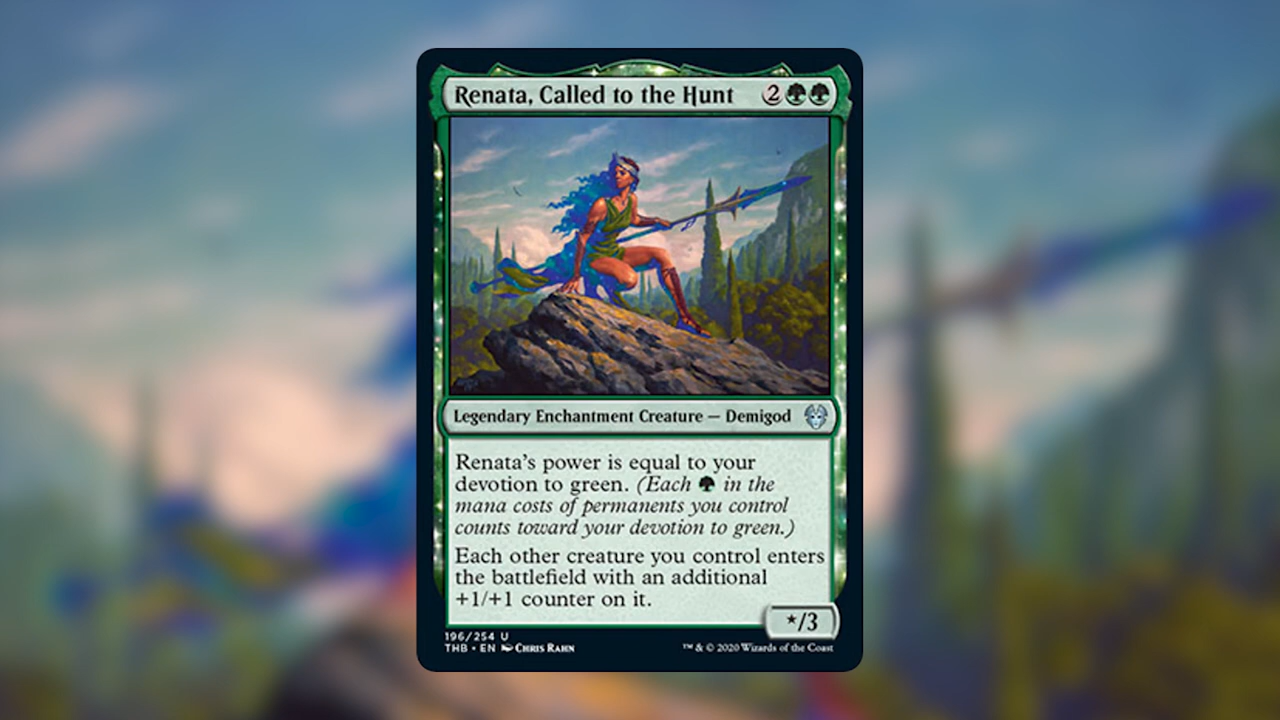 Renata, Called to the Hunt 2
Legendary Enchantment Creature — Demigod
Renata's power is equal to your
devotion to green. (Each in the
mana costs of permanents you control
counts toward your devotion to green.)
Each other creature you control enters
the battlefield with an additional
+1/+1 counter on it.
*/3
196/254 U
THB • EN Chris Rahn
™ & © 2020 Wizards of the Coast